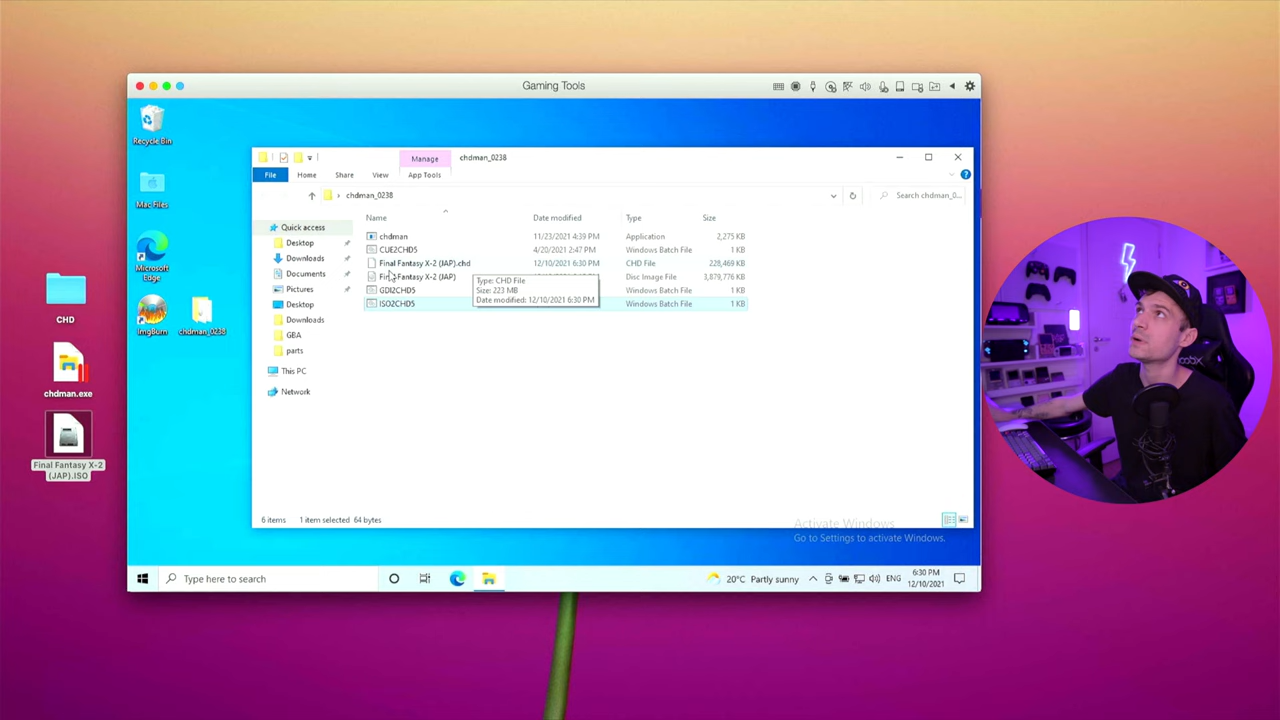 Gaming Tools
Recycle Bin
Manage
chdman_0238
File
Home
Share
View
App Tools
Mac Files
chdman_0238
Search chdman_0...
Name
Date modified
Type
Size
Quick access
chdman
11/23/2021 4:39 PM
Application
2,275 KB
Desktop
CUE2CHD5
4/20/2021 2:47 PM
Windows Batch File
1 KB
Downloads
Final Fantasy X-2 (JAP).chd
12/10/2021 6:30 PM
CHD File
228,469 KB
Microsoft
Edge
Documents
Final Fantasy X-2 (JAP)
Disc Image File
3,879,776 KB
Type: CHD File
Size: 223 MB
Date modified: 12/10/2021 6:30 PM
Pictures
GDI2CHD5
Windows Batch File
1 KB
Desktop
ISO2CHD5
Windows Batch File
1 KB
CHD
ImgBurn
chdman_0238
Downloads
GBA
parts
This PC
Network
chdman.exe
Final Fantasy X-2
(JAP).ISO
6 items
1 item selected
64 bytes
Activate Windows
Go to Settings to activate Windows.
Type here to search
20°C Partly sunny
ENG
6:30 PM
12/10/2021